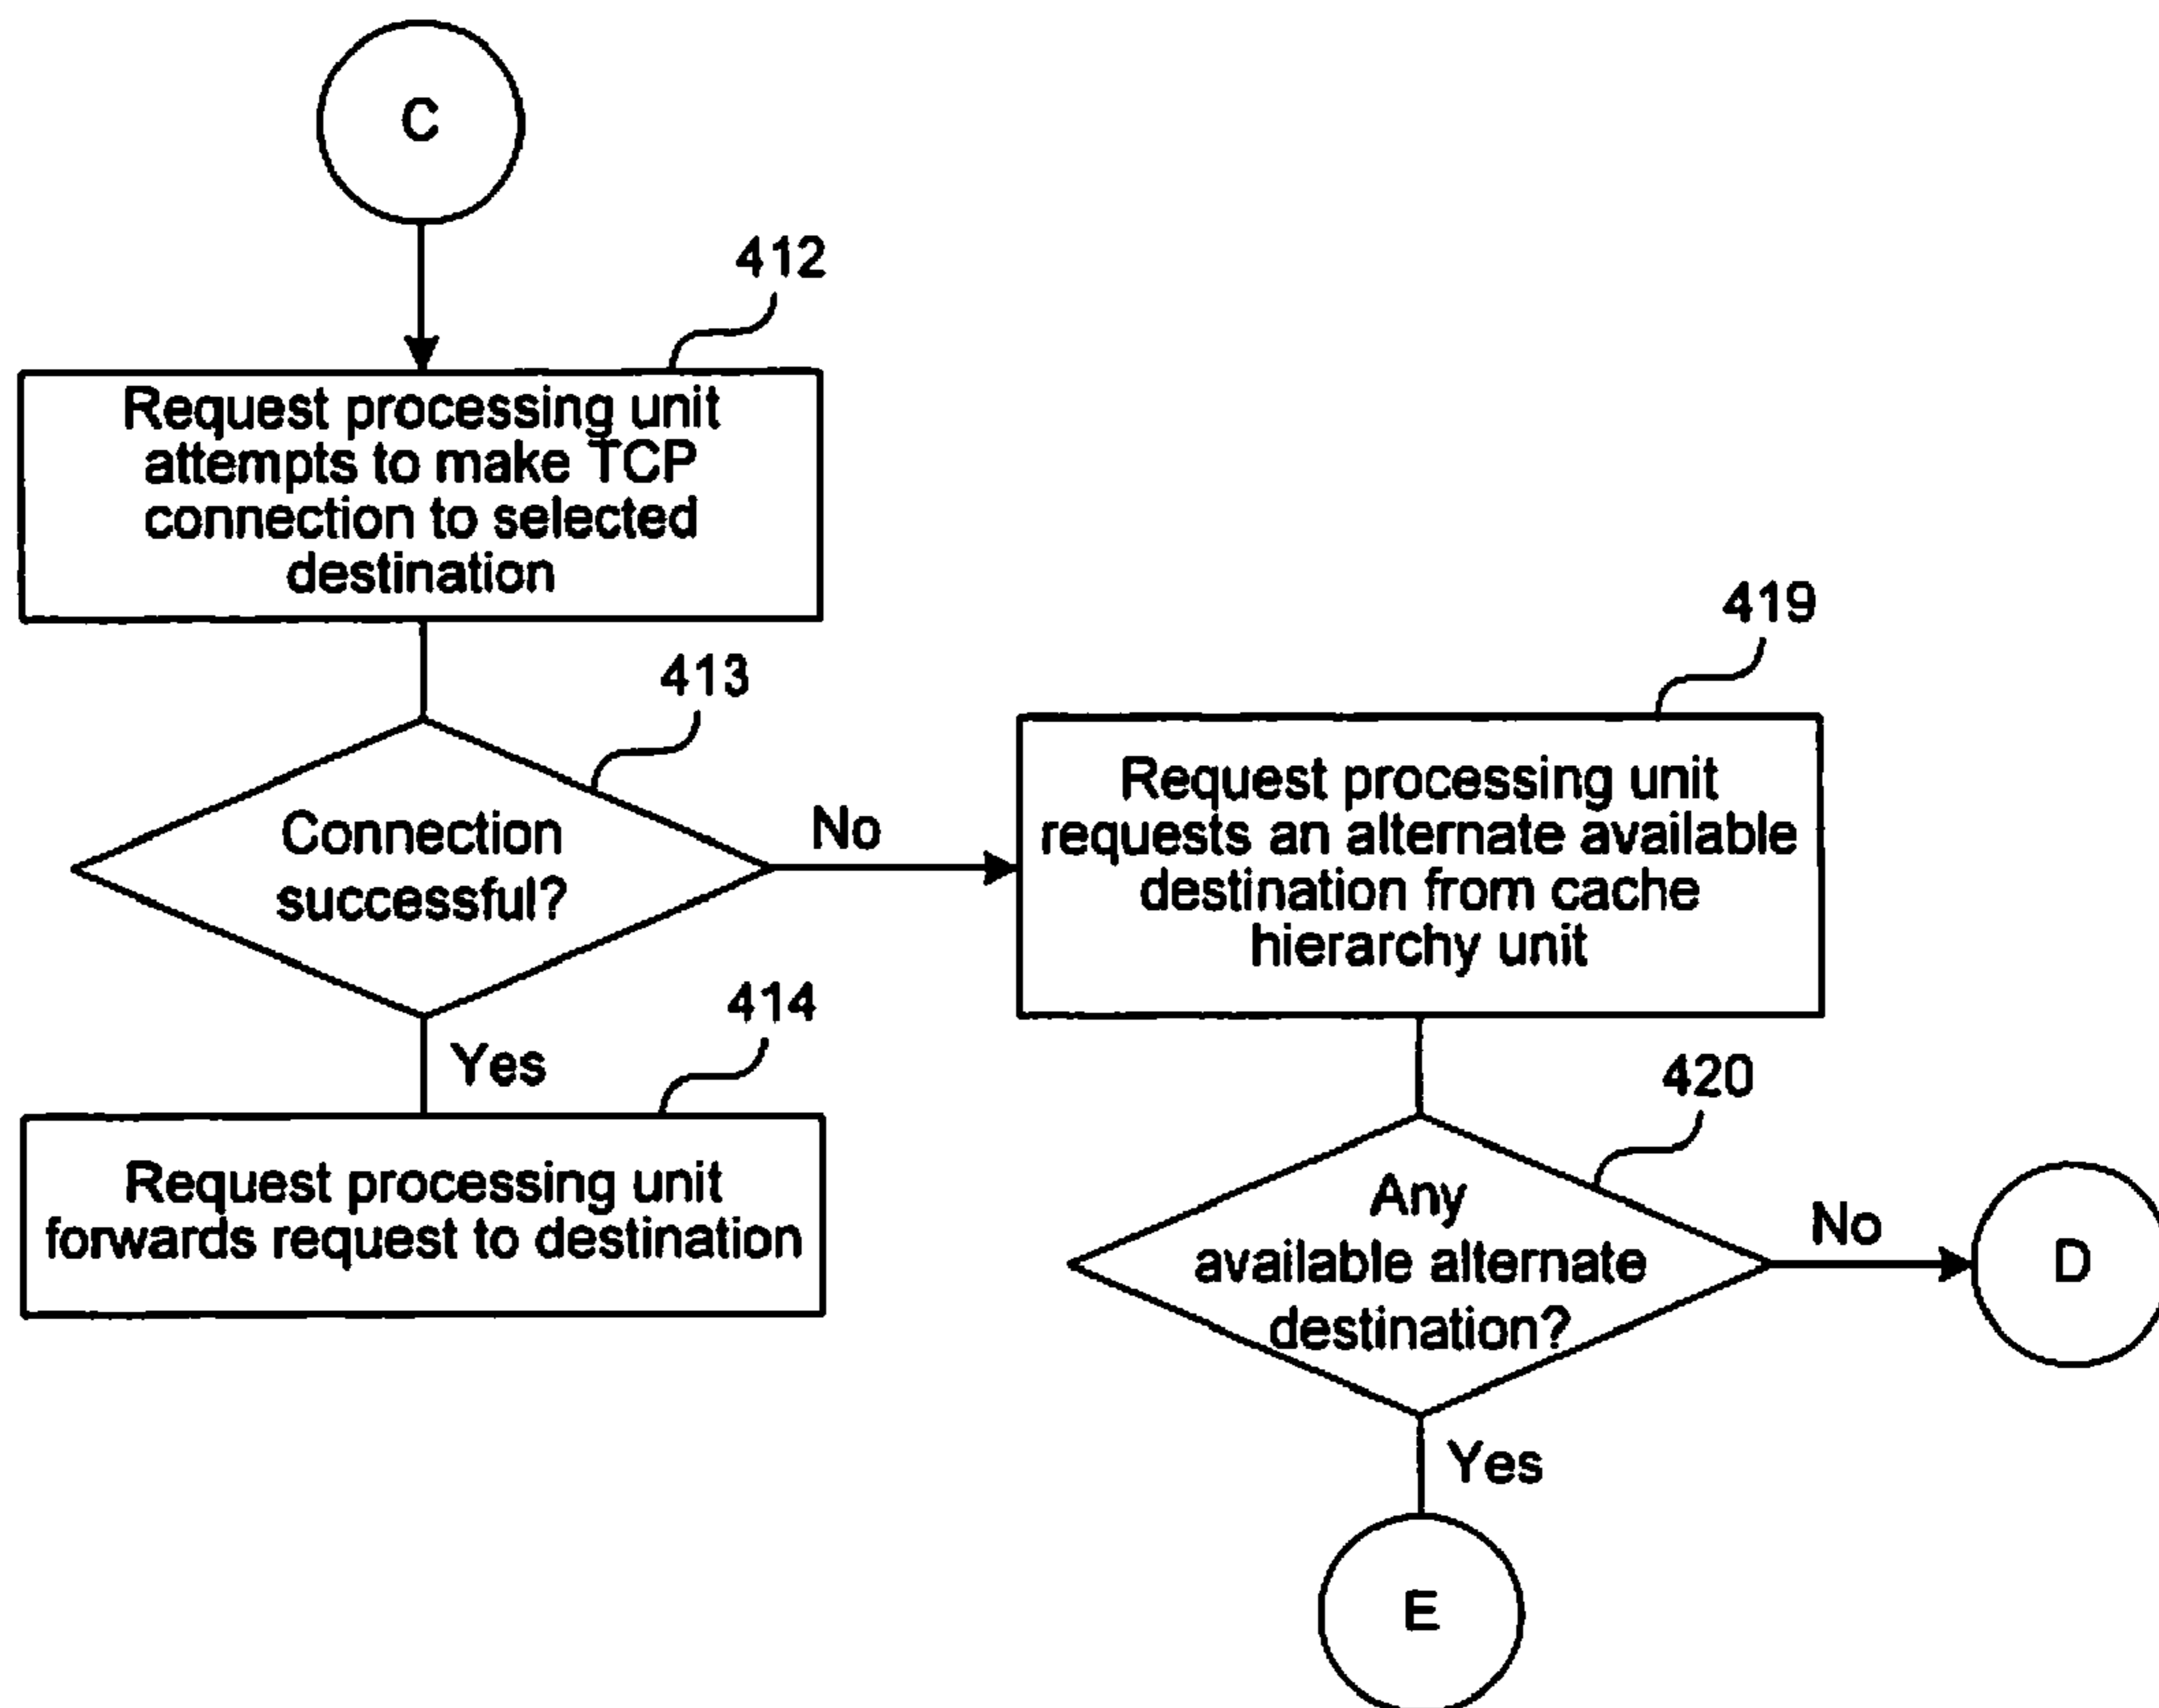 C
412
Request processing unit
attempts to make TCP
connection to selected
destination
413
Connection
successful?
No
Yes
414
Request processing unit
forwards request to destination
419
Request processing unit
requests an alternate available
destination from cache
hierarchy unit
420
Any
available alternate
destination?
No
D
Yes
E